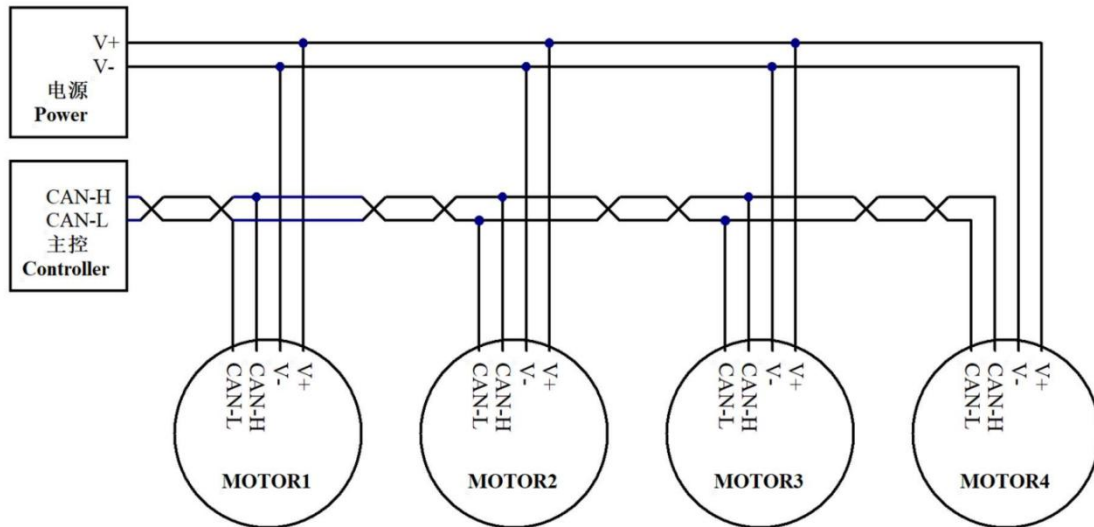 V+
V-
电源
Power
CAN-H
CAN-L
主控
Controller
CAN-L
CAN-H
V-
V+
MOTOR1
CAN-L
CAN-H
V-
V+
MOTOR2
CAN-L
CAN-H
V-
V+
MOTOR3
CAN-L
CAN-H
V-
V+
MOTOR4